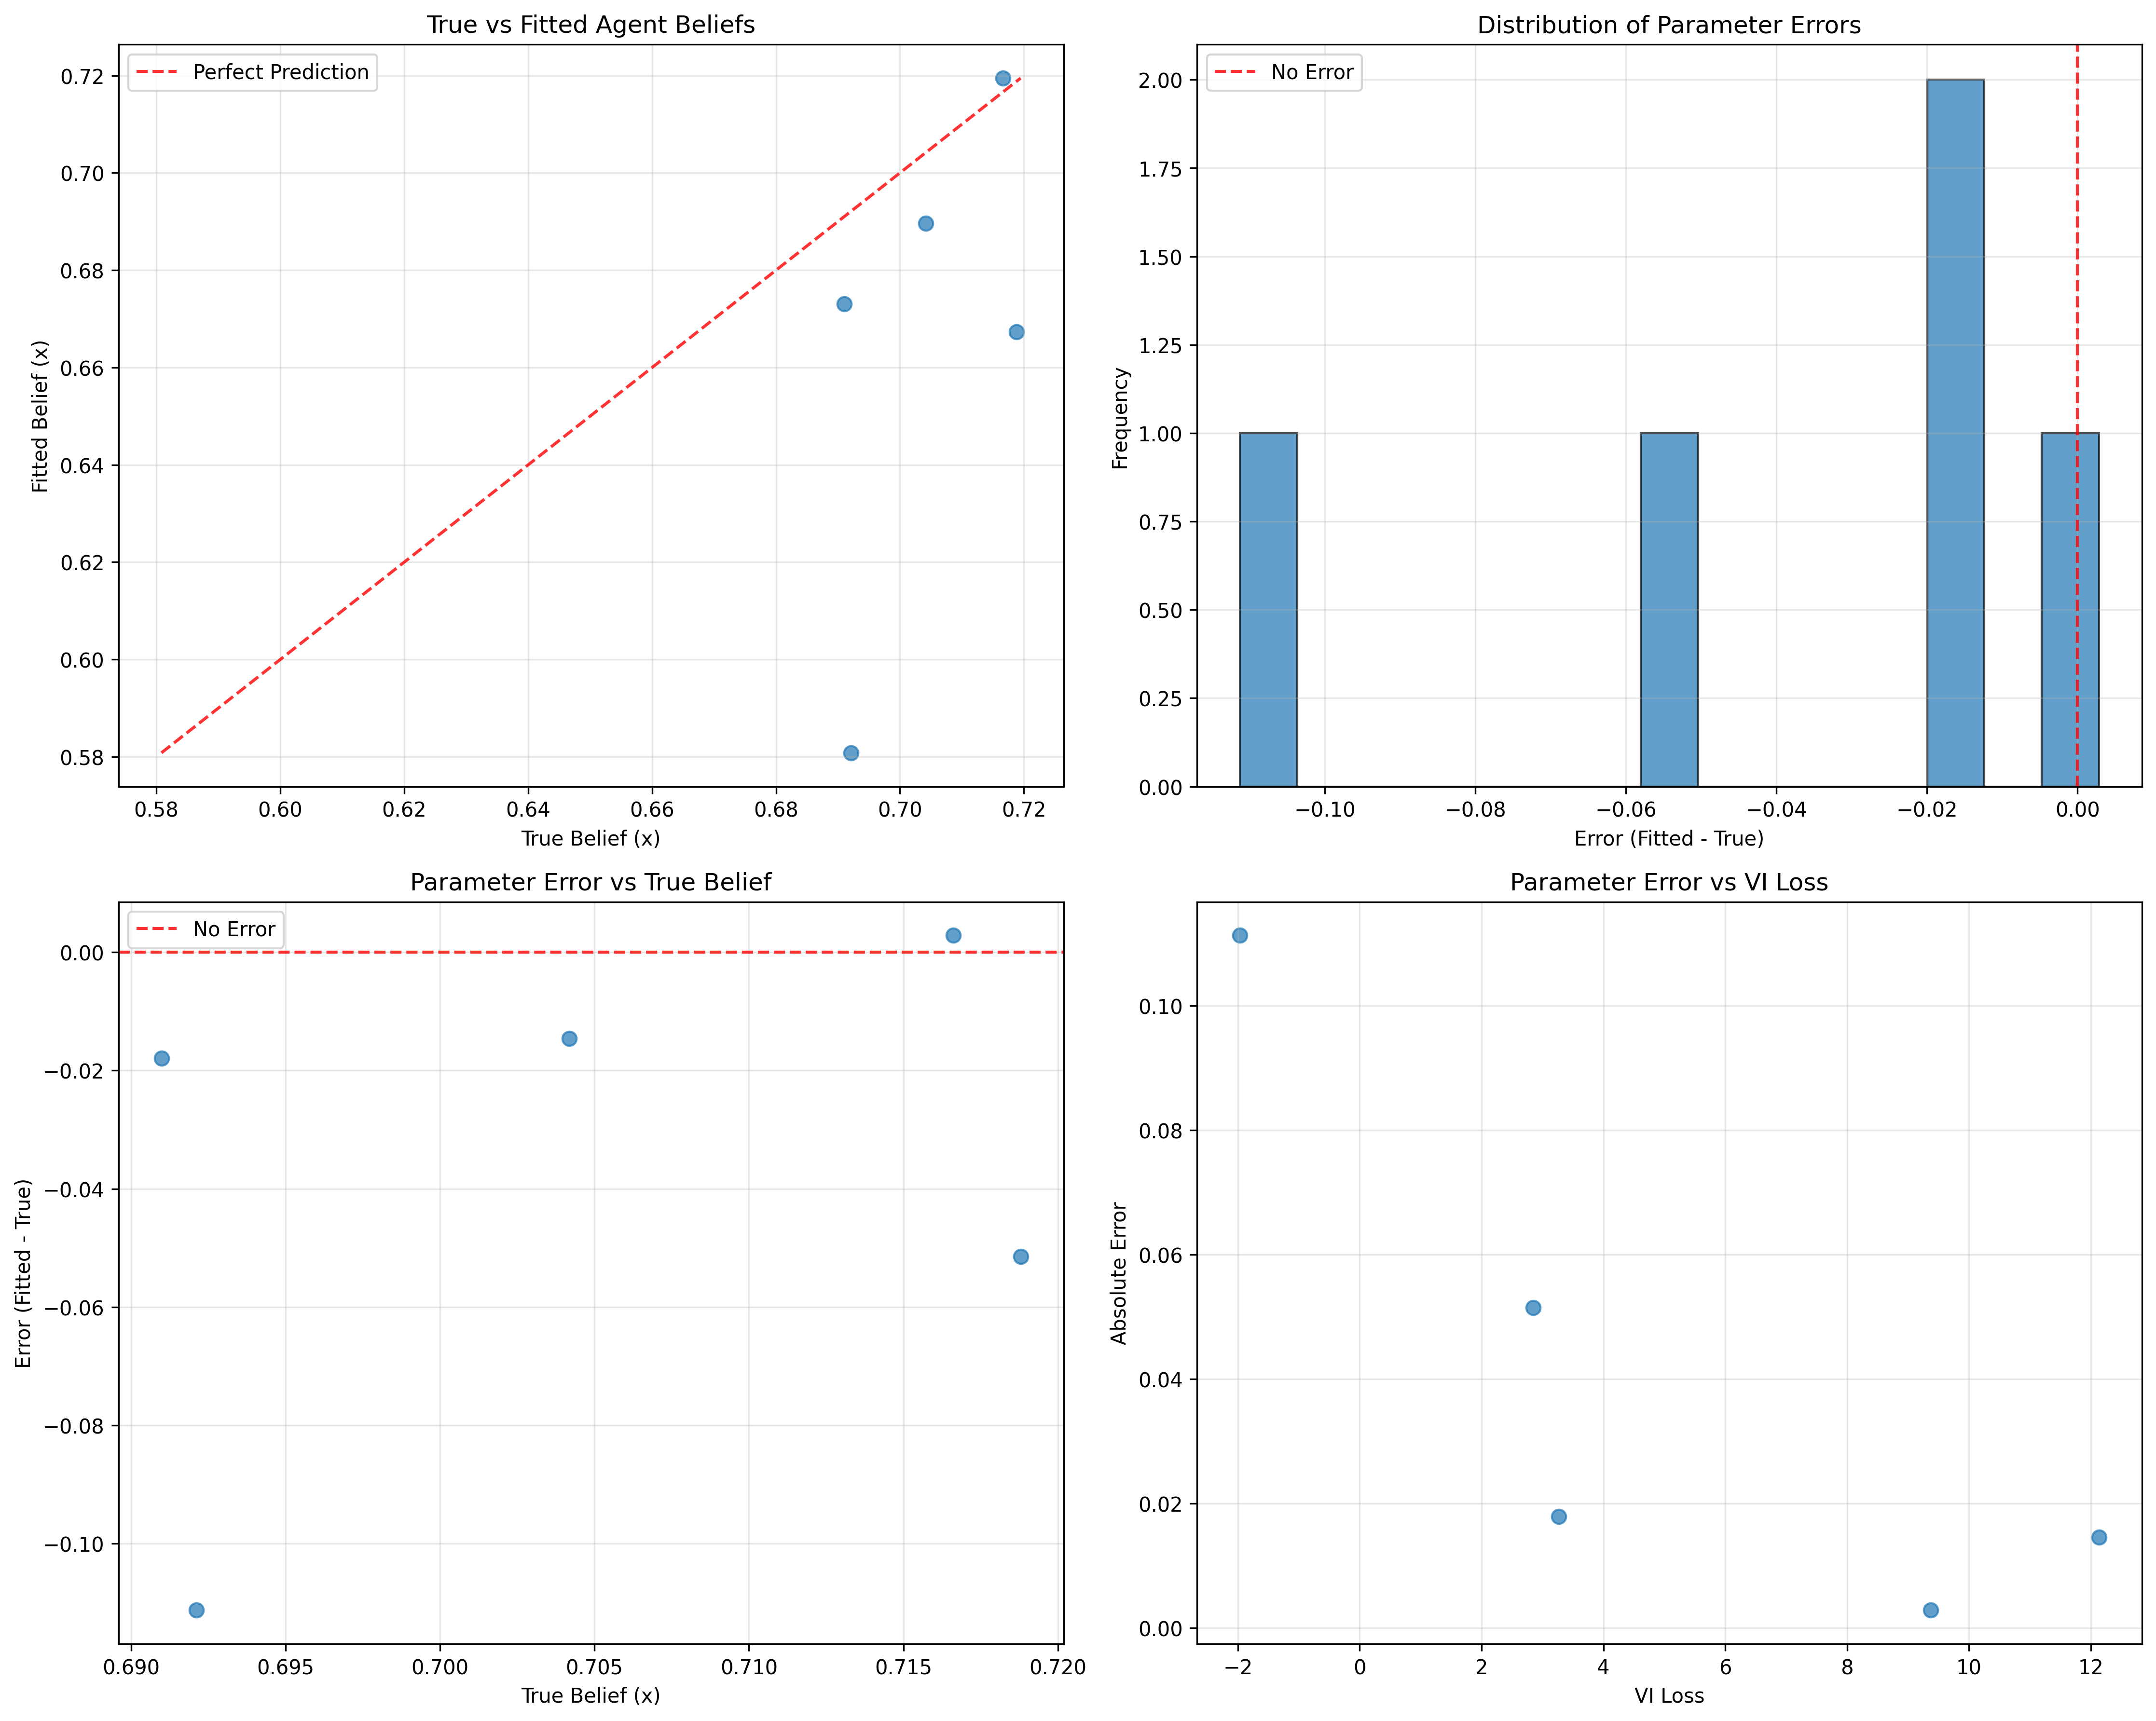 True vs Fitted Agent Beliefs
Perfect Prediction
0.72
0.70
0.68
0.66
0.64
0.62
0.60
0.58
Fitted Belief (x)
0.58 0.60 0.62 0.64 0.66 0.68 0.70 0.72
True Belief (x)
Distribution of Parameter Errors
No Error
2.00
1.75
1.50
1.25
1.00
0.75
0.50
0.25
0.00
Frequency
−0.10 −0.08 −0.06 −0.04 −0.02 0.00
Error (Fitted - True)
Parameter Error vs True Belief
No Error
0.00
−0.02
−0.04
−0.06
−0.08
−0.10
Error (Fitted - True)
0.690 0.695 0.700 0.705 0.710 0.715 0.720
True Belief (x)
Parameter Error vs VI Loss
0.10
0.08
0.06
0.04
0.02
0.00
Absolute Error
−2 0 2 4 6 8 10 12
VI Loss